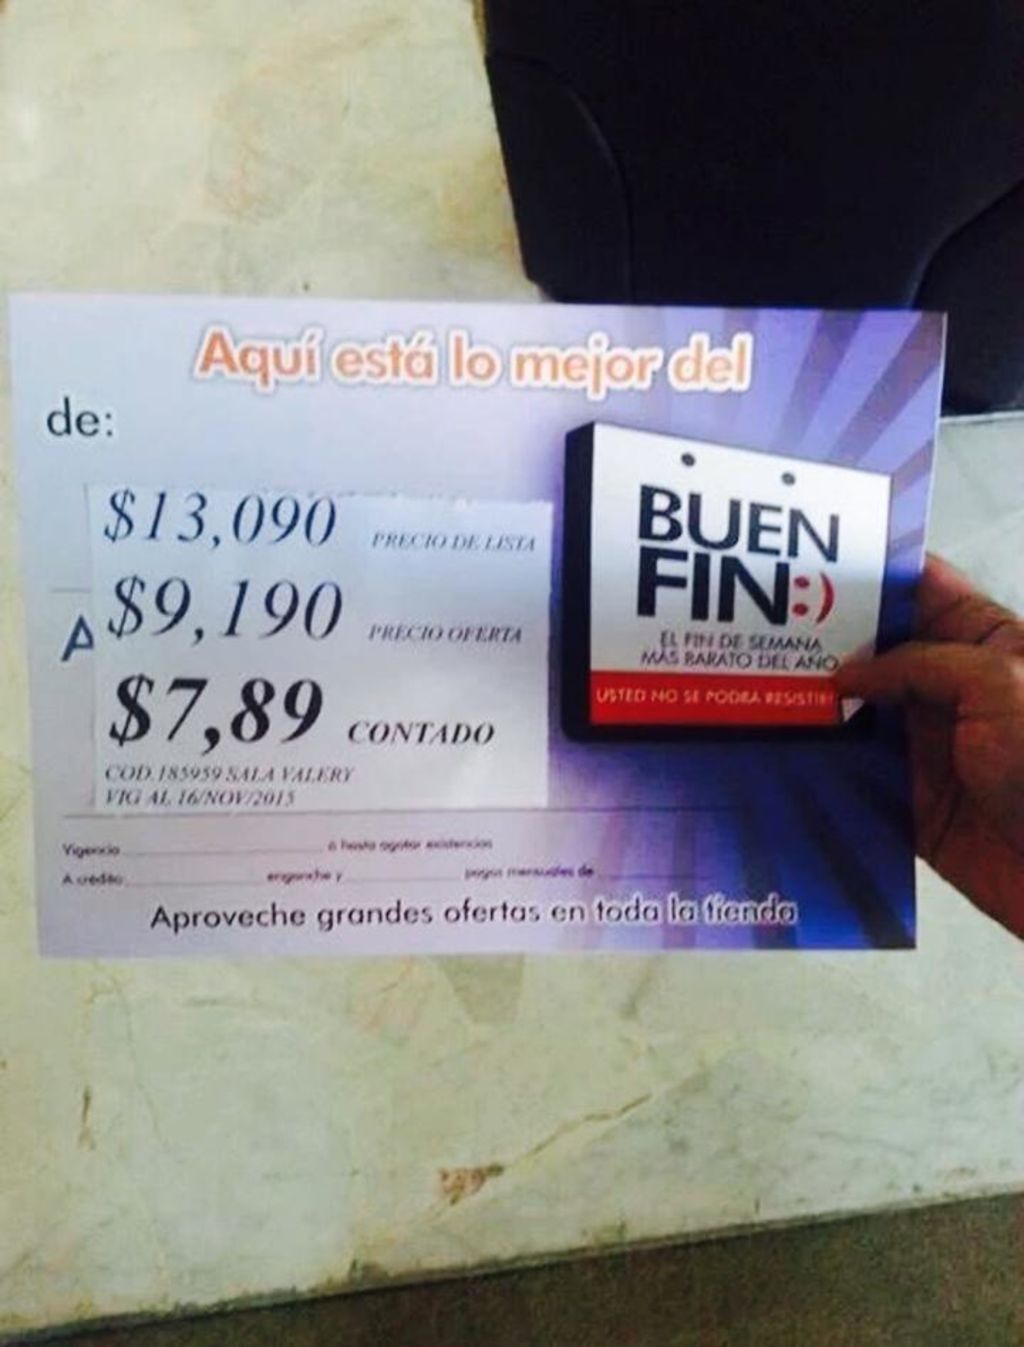 Aquí está lo mejor del
de:
$13,090 PRECIO DE LISTA
A $9,190 PRECIO OFERTA
$7,89 CONTADO
COD.185959 SALA VALERY
VIG AL 16/NOV/2015
BUEN
FIN:)
EL FIN DE SEMANA
MÁS BARATO DEL AÑO
USTED NO SE PODRÁ RESISTIR!
Vigencia ó hasta agotar existencias
A crédito enganche y pagos mensuales de
Aproveche grandes ofertas en toda la tienda